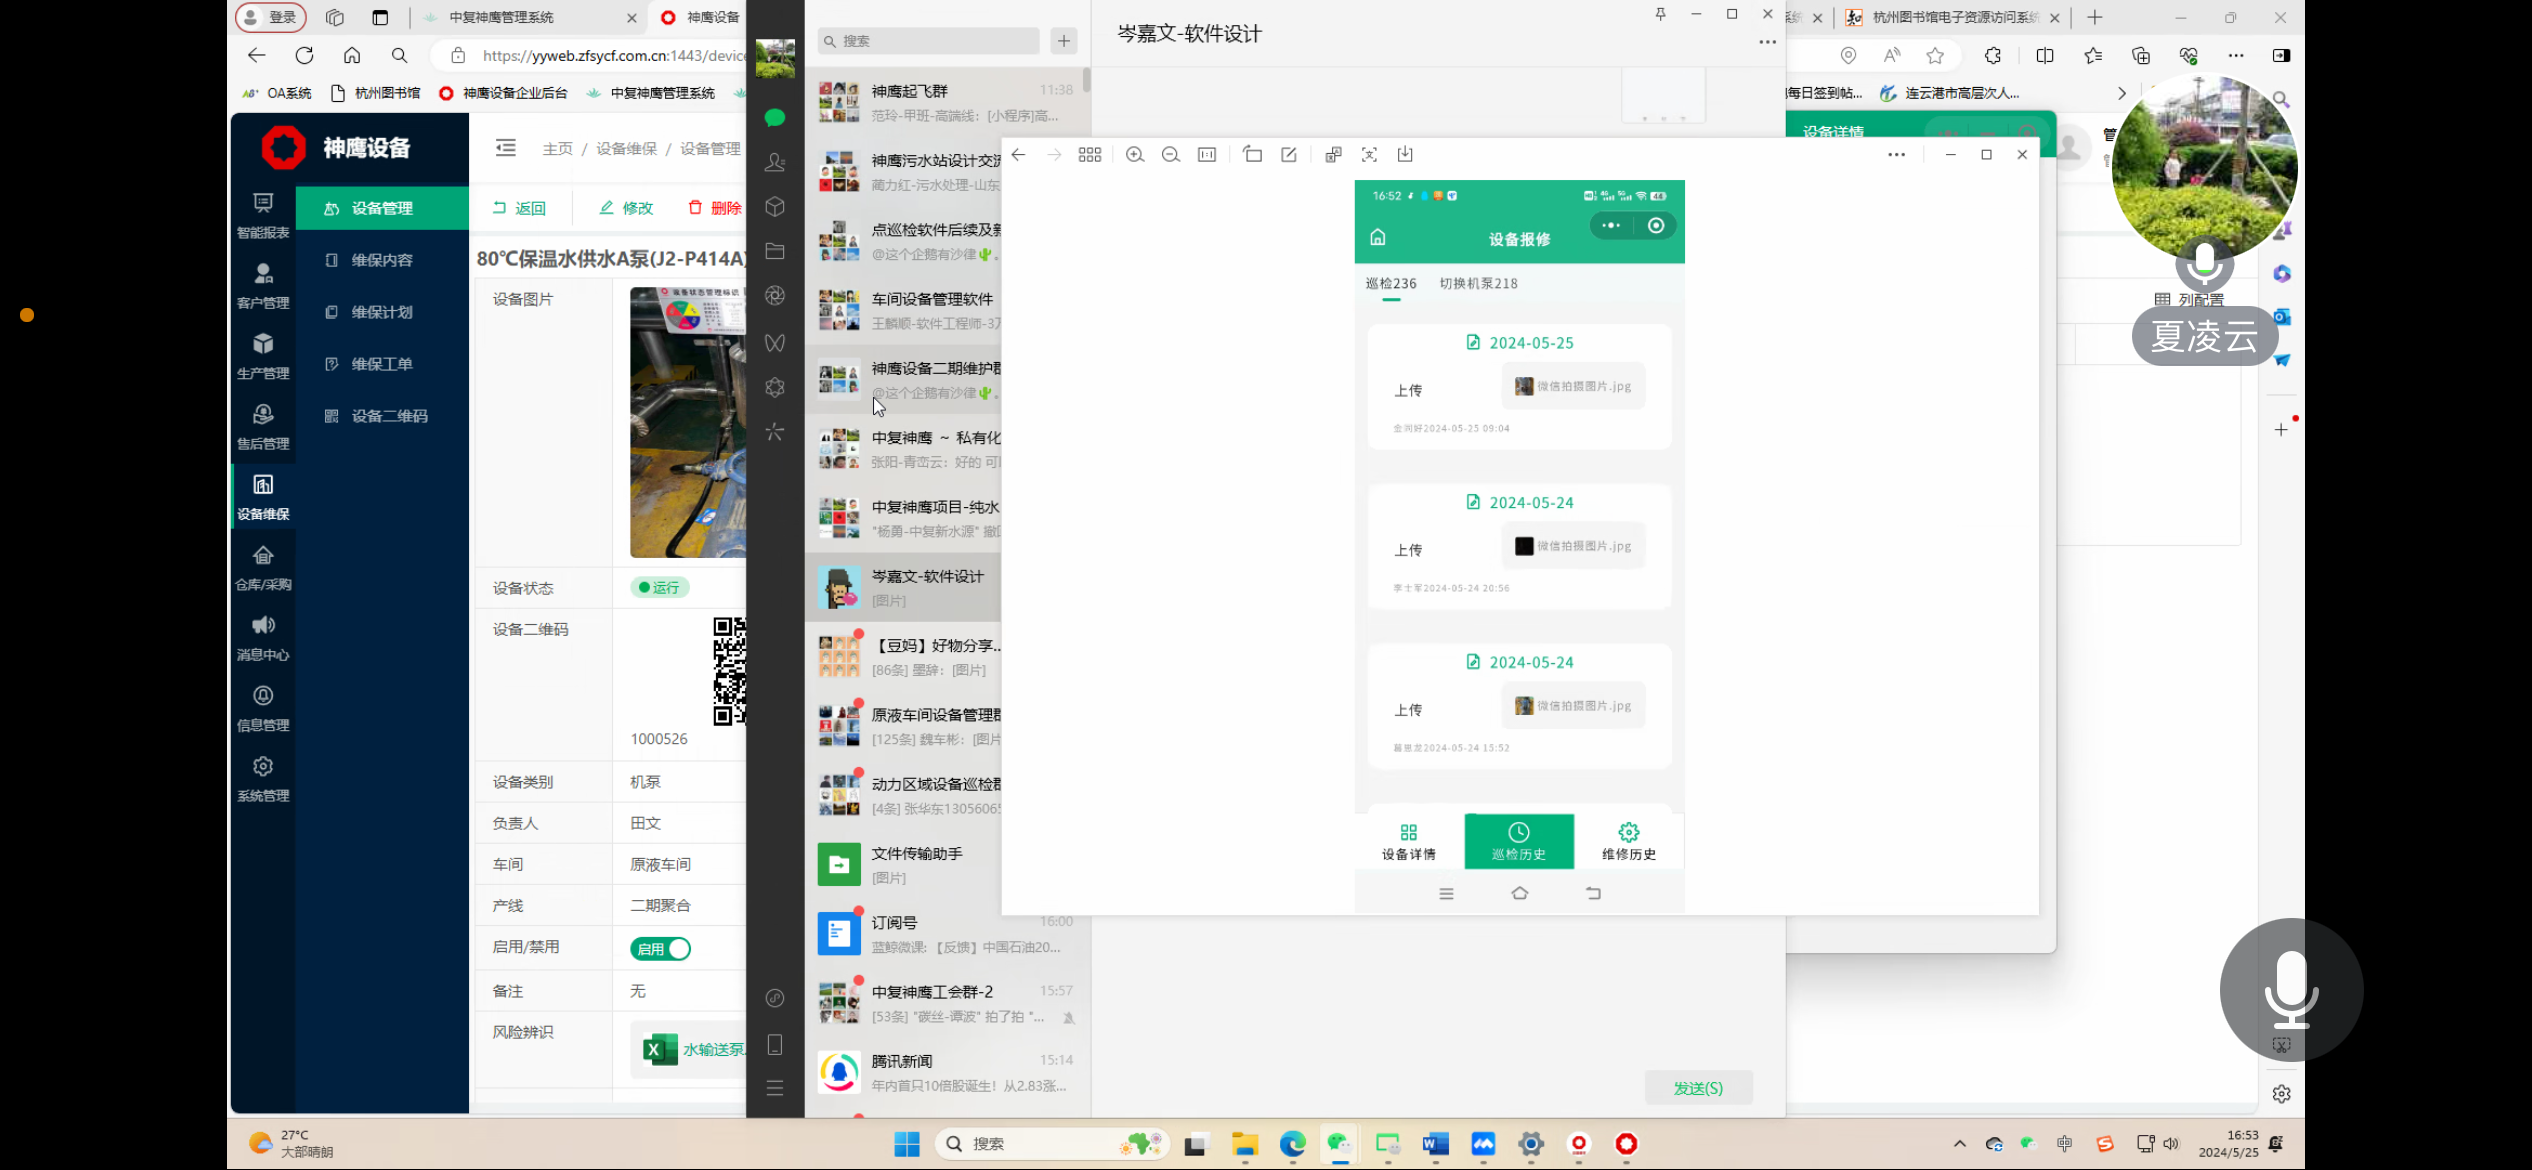 登录
中复神鹰管理系统
神鹰设备
https://yyweb.zfsycf.com.cn:1443/device
OA系统
杭州图书馆
神鹰设备企业后台
中复神鹰管理系统
神鹰设备
主页 / 设备维保 / 设备管理
智能报表
客户管理
生产管理
售后管理
设备维保
仓库/采购
消息中心
信息管理
系统管理
设备管理
维保内容
维保计划
维保工单
设备二维码
返回
修改
删除
80℃保温水供水A泵(J2-P414A)
设备图片
设备状态
运行
设备二维码
1000526
设备类别
机泵
负责人
田文
车间
原液车间
产线
二期聚合
启用/禁用
启用
备注
无
风险辨识
水输送泵
搜索
神鹰起飞群
11:38
范玲-甲班-高端线: [小程序]高...
神鹰污水站设计交流
蔺力红-污水处理-山东
点巡检软件后续及新
@这个企鹅有沙律🌵。
车间设备管理软件
王麟顺-软件工程师-3万
神鹰设备二期维护群
@这个企鹅有沙律🌵。
中复神鹰 ~ 私有化
张阳-青峦云: 好的 可
中复神鹰项目-纯水
"杨勇-中复新水源" 撤
岑嘉文-软件设计
[图片]
【豆妈】好物分享...
[86条] 墨辞: [图片]
原液车间设备管理群
[125条] 魏车彬: [图片
动力区域设备巡检群
[4条] 张华东1305606
文件传输助手
[图片]
订阅号
16:00
蓝鲸微课: 【反馈】中国石油20...
中复神鹰工会群-2
15:57
[53条] "碳丝-谭波" 拍了拍 "...
腾讯新闻
15:14
年内首只10倍股诞生! 从2.83涨...
岑嘉文-软件设计
16:52
设备报修
巡检236
切换机泵218
2024-05-25
上传
微信拍摄图片.jpg
2024-05-25 09:04
2024-05-24
上传
微信拍摄图片.jpg
李士军2024-05-24 20:56
2024-05-24
上传
微信拍摄图片.jpg
葛思龙2024-05-24 15:52
设备详情
巡检历史
维修历史
发送(S)
杭州图书馆电子资源访问系统
每日签到帖...
连云港市高层次人...
设备详情
列配置
夏凌云
27°C
大部晴朗
搜索
中
16:53
2024/5/25